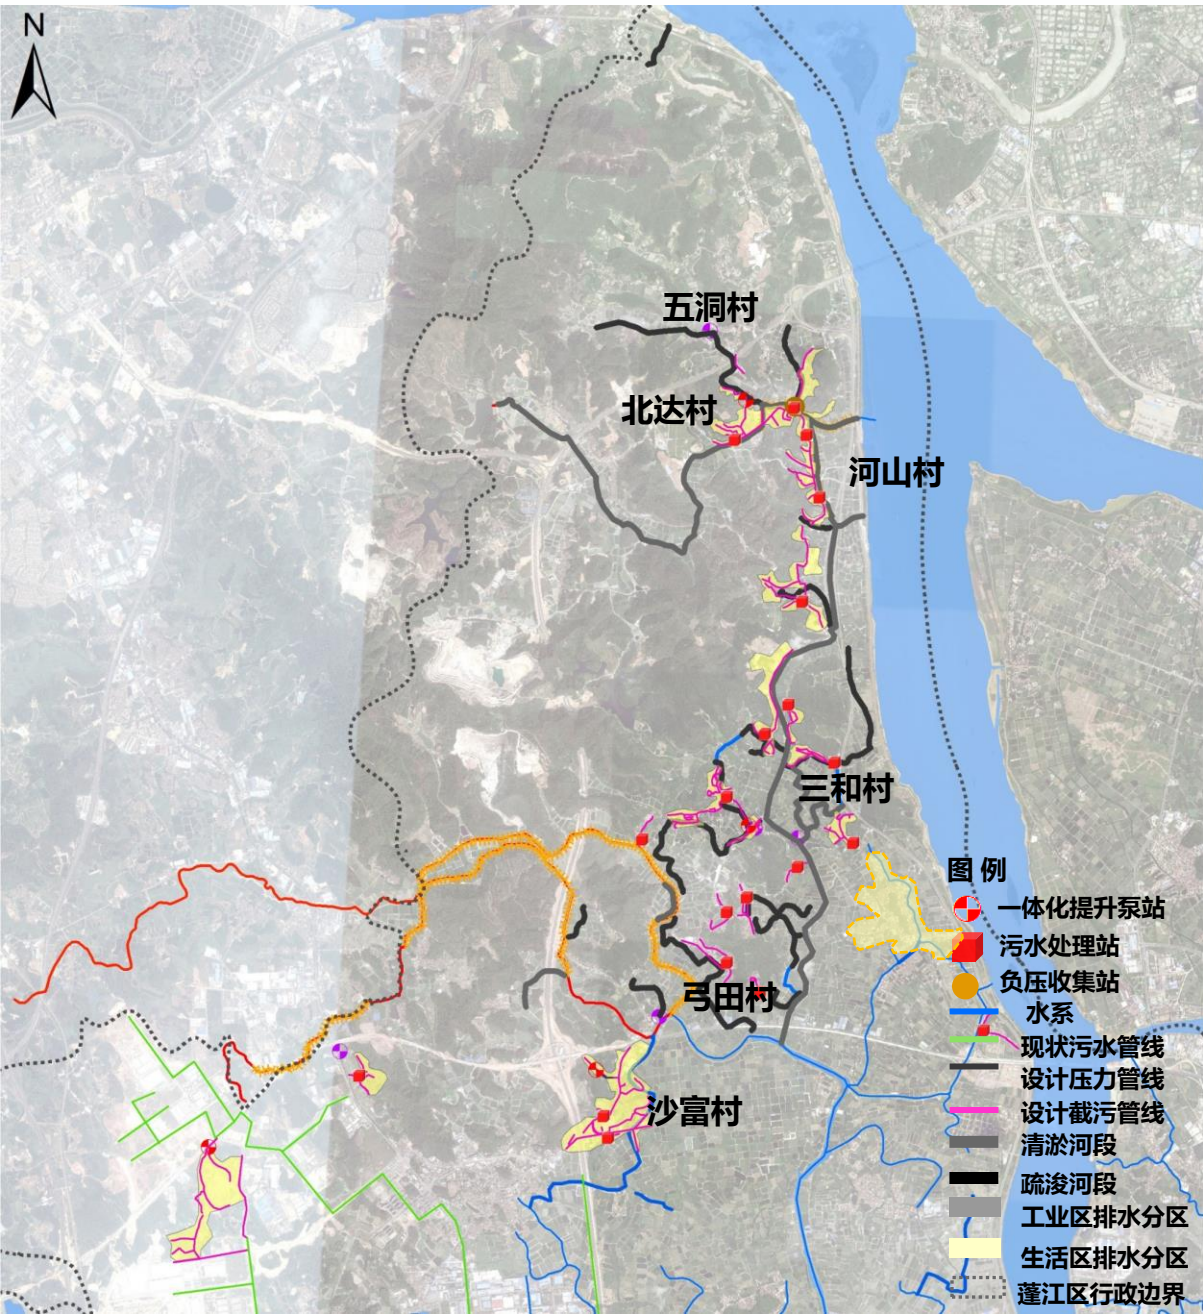 N
五洞村
北达村
河山村
三和村
弓田村
沙富村
图 例
一体化提升泵站
污水处理站
负压收集站
水系
现状污水管线
设计压力管线
设计截污管线
清淤河段
疏浚河段
工业区排水分区
生活区排水分区
蓬江区行政边界